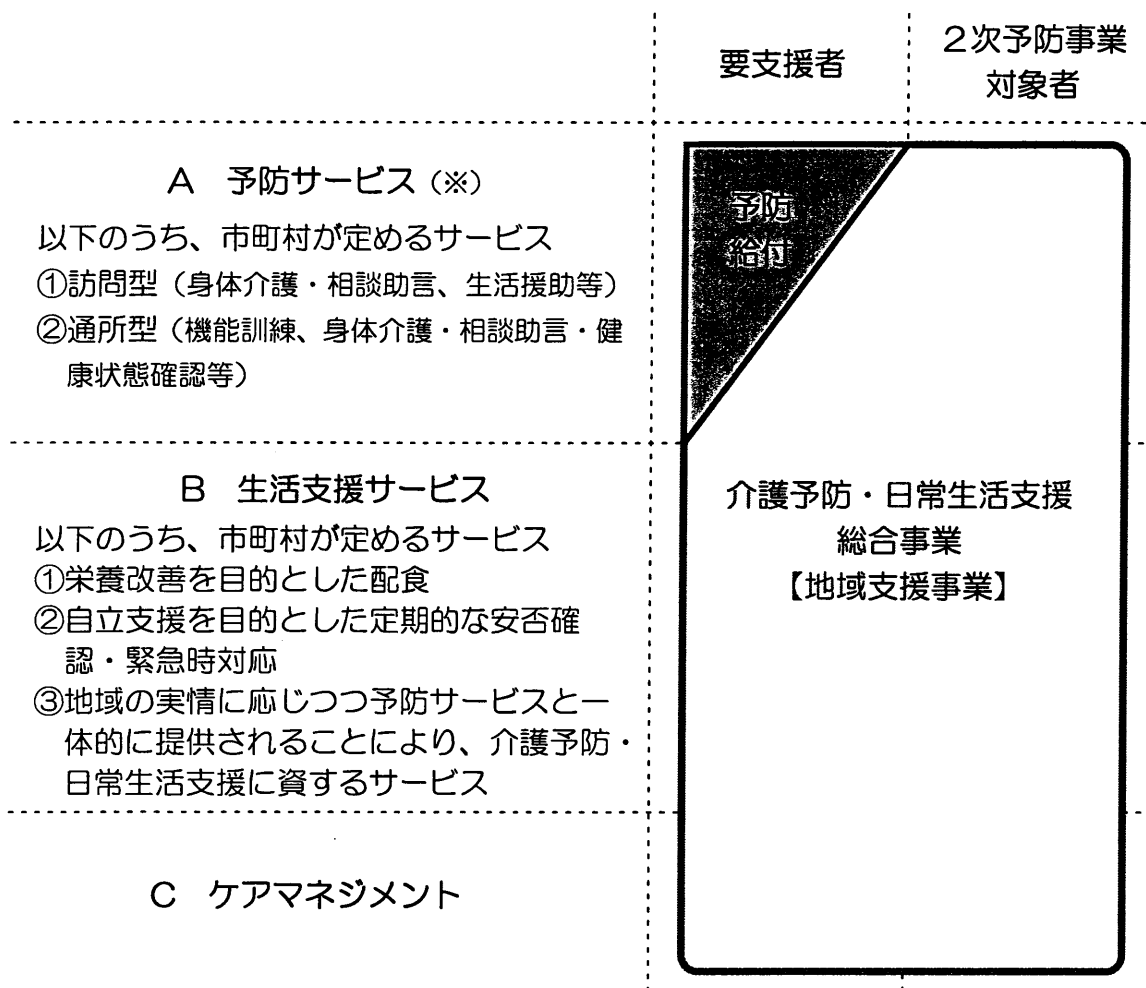 要支援者
2次予防事業
対象者
A 予防サービス(※)
以下のうち、市町村が定めるサービス
①訪問型(身体介護・相談助言、生活援助等)
②通所型(機能訓練、身体介護・相談助言・健
康状態確認等)
予防
給付
B 生活支援サービス
以下のうち、市町村が定めるサービス
①栄養改善を目的とした配食
②自立支援を目的とした定期的な安否確
認・緊急時対応
③地域の実情に応じつつ予防サービスと一
体的に提供されることにより、介護予防・
日常生活支援に資するサービス
介護予防・日常生活支援
総合事業
【地域支援事業】
C ケアマネジメント